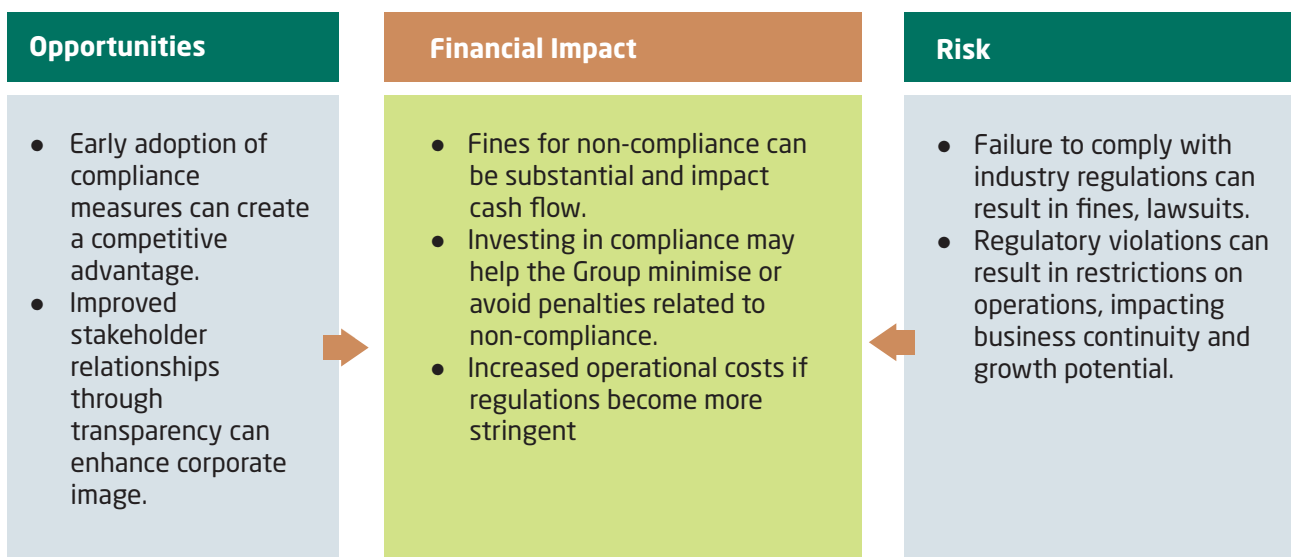 Opportunities
● Early adoption of
compliance
measures can create
a competitive
advantage.
● Improved
stakeholder
relationships
through
transparency can
enhance corporate
image.
Financial Impact
● Fines for non-compliance can
be substantial and impact
cash flow.
● Investing in compliance may
help the Group minimise or
avoid penalties related to
non-compliance.
● Increased operational costs if
regulations become more
stringent
Risk
● Failure to comply with
industry regulations can
result in fines, lawsuits.
● Regulatory violations can
result in restrictions on
operations, impacting
business continuity and
growth potential.